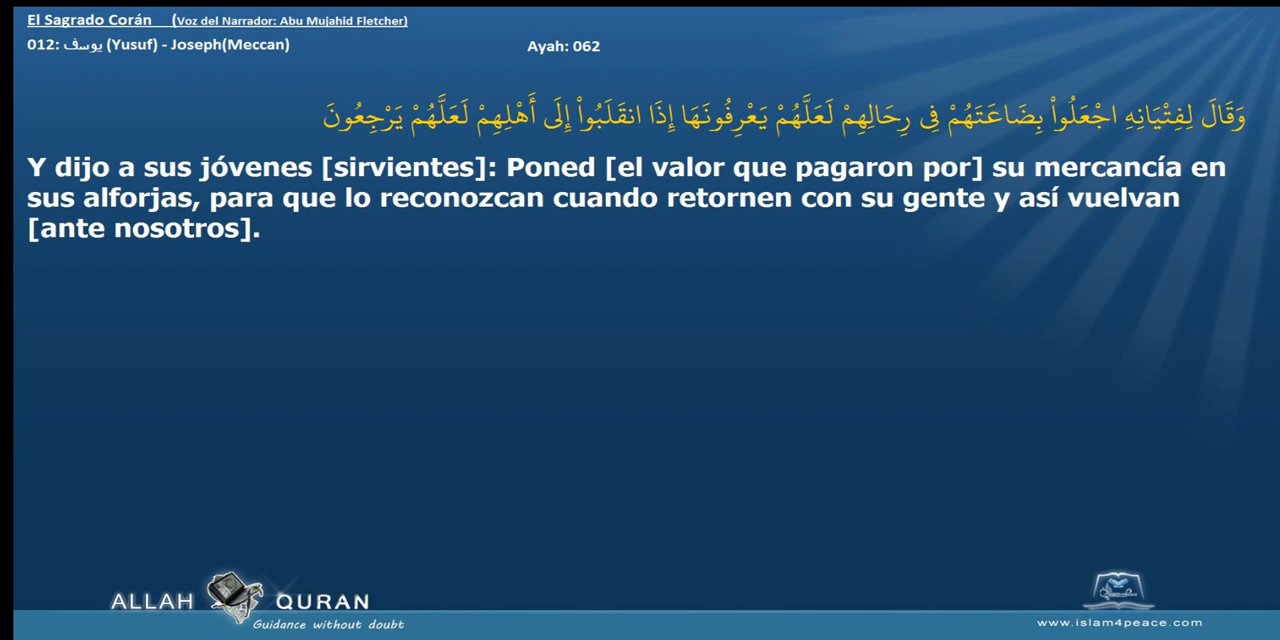 El Sagrado Corán (Voz del Narrador: Abu Mujahid Fletcher)
012: يوسف (Yusuf) - Joseph(Meccan)
Ayah: 062
وَقَالَ لِفِتْيَانِهِ اجْعَلُواْ بِضَاعَتَهُمْ فِي رِحَالِهِمْ لَعَلَّهُمْ يَعْرِفُونَهَا إِذَا انقَلَبُواْ إِلَى أَهْلِهِمْ لَعَلَّهُمْ يَرْجِعُونَ
Y dijo a sus jóvenes [sirvientes]: Poned [el valor que pagaron por] su mercancía en
sus alforjas, para que lo reconozcan cuando retornen con su gente y así vuelvan
[ante nosotros].
ALLAH QURAN
Guidance without doubt
www.islam4peace.com